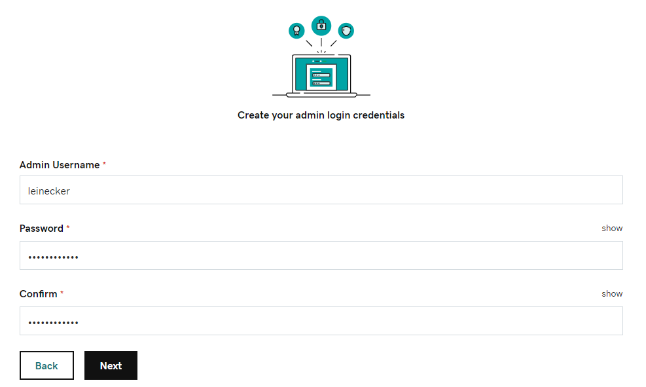 Create your admin login credentials
Admin Username *
leinecker
Password * show
••••••••••••
Confirm * show
••••••••••••
Back Next